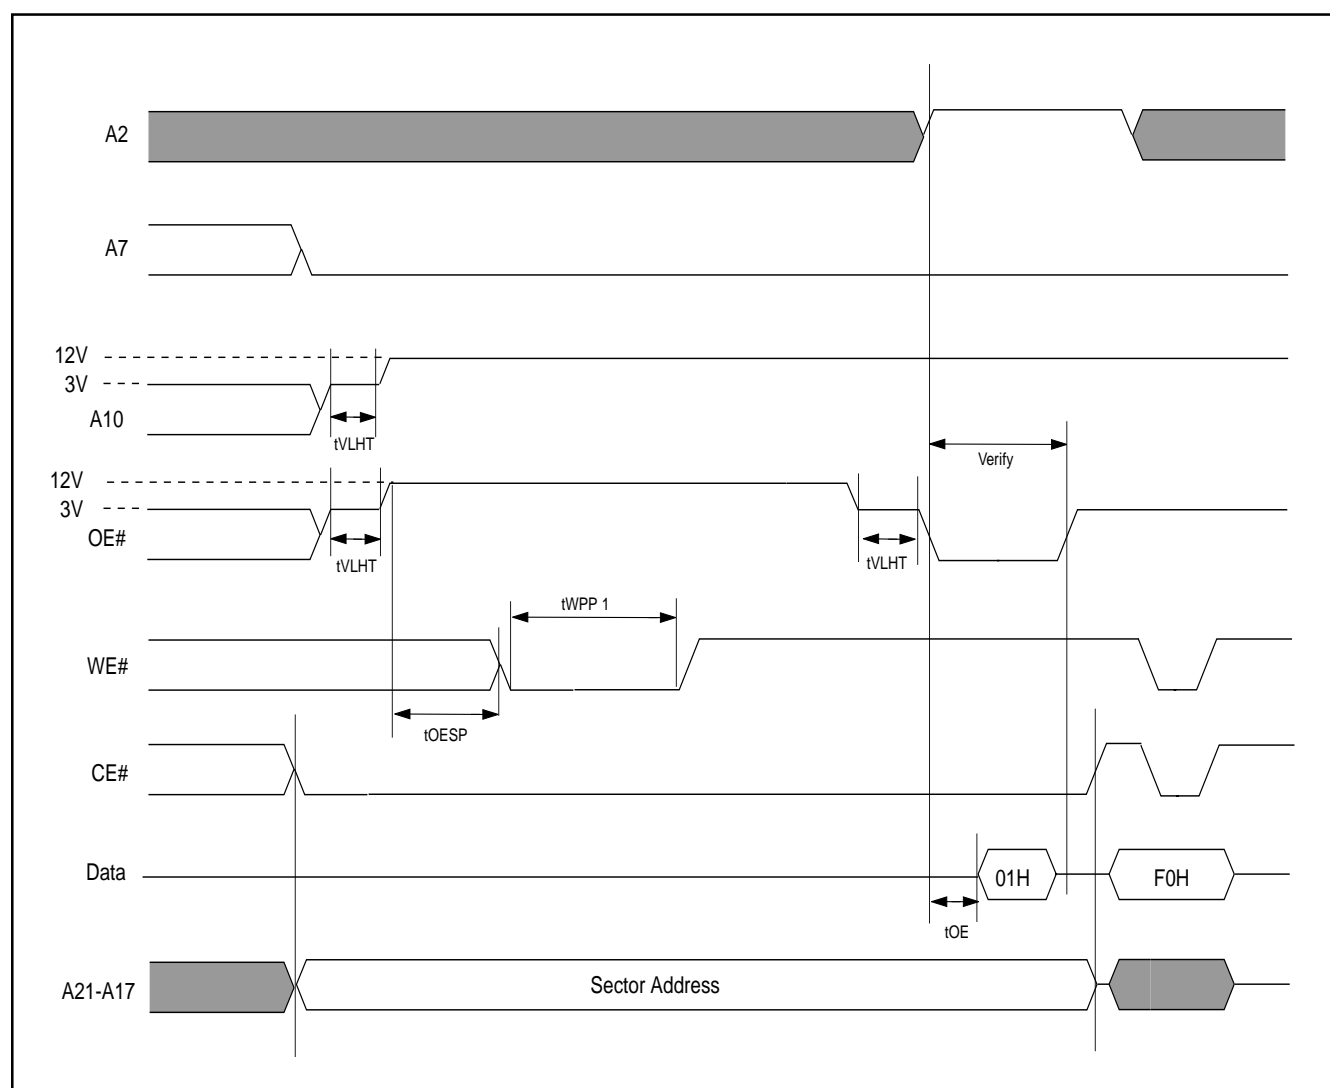 A2
A7
12V
3V
A10
tVLHT
Verify
12V
3V
OE#
tVLHT
tVLHT
tWPP 1
WE#
tOESP
CE#
Data
01H
F0H
tOE
A21-A17
Sector Address